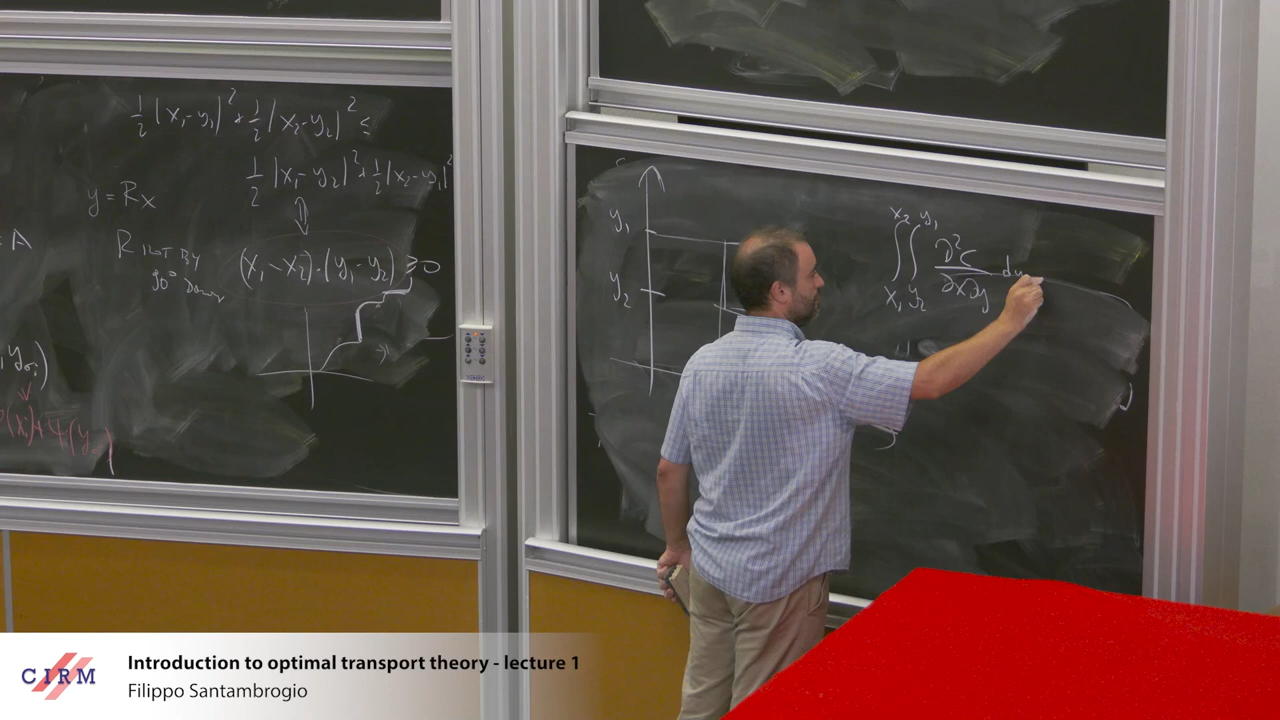 ½|x₁-y₁|²+½|x₂-y₂|²≤
½|x₁-y₂|²+½|x₂-y₁|²
⇕
y=Rx
= A
R ROT BY
90°
(x₁-x₂)·(y₁-y₂)≥0
y₁
y₂
∫_{x₁}^{x₂}∫_{y₂}^{y₁} ∂²c/∂x∂y dy
CIRM
Introduction to optimal transport theory - lecture 1
Filippo Santambrogio